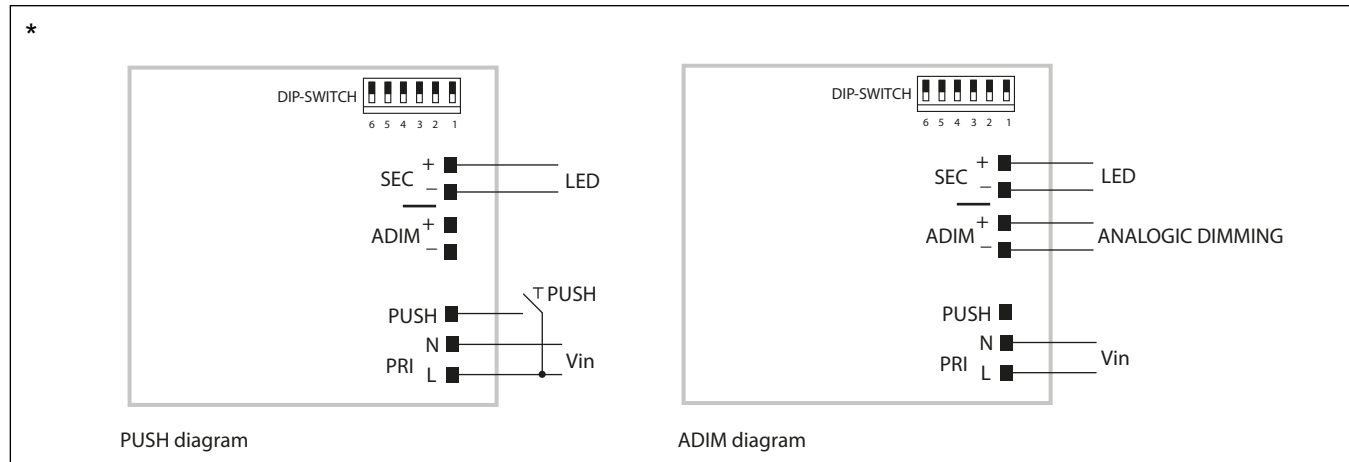 *
DIP-SWITCH
6 5 4 3 2 1
SEC + −
LED
ADIM + −
PUSH
PUSH
N
PRI
L
Vin
PUSH diagram
DIP-SWITCH
6 5 4 3 2 1
SEC + −
LED
ADIM + −
ANALOGIC DIMMING
PUSH
N
PRI
L
Vin
ADIM diagram